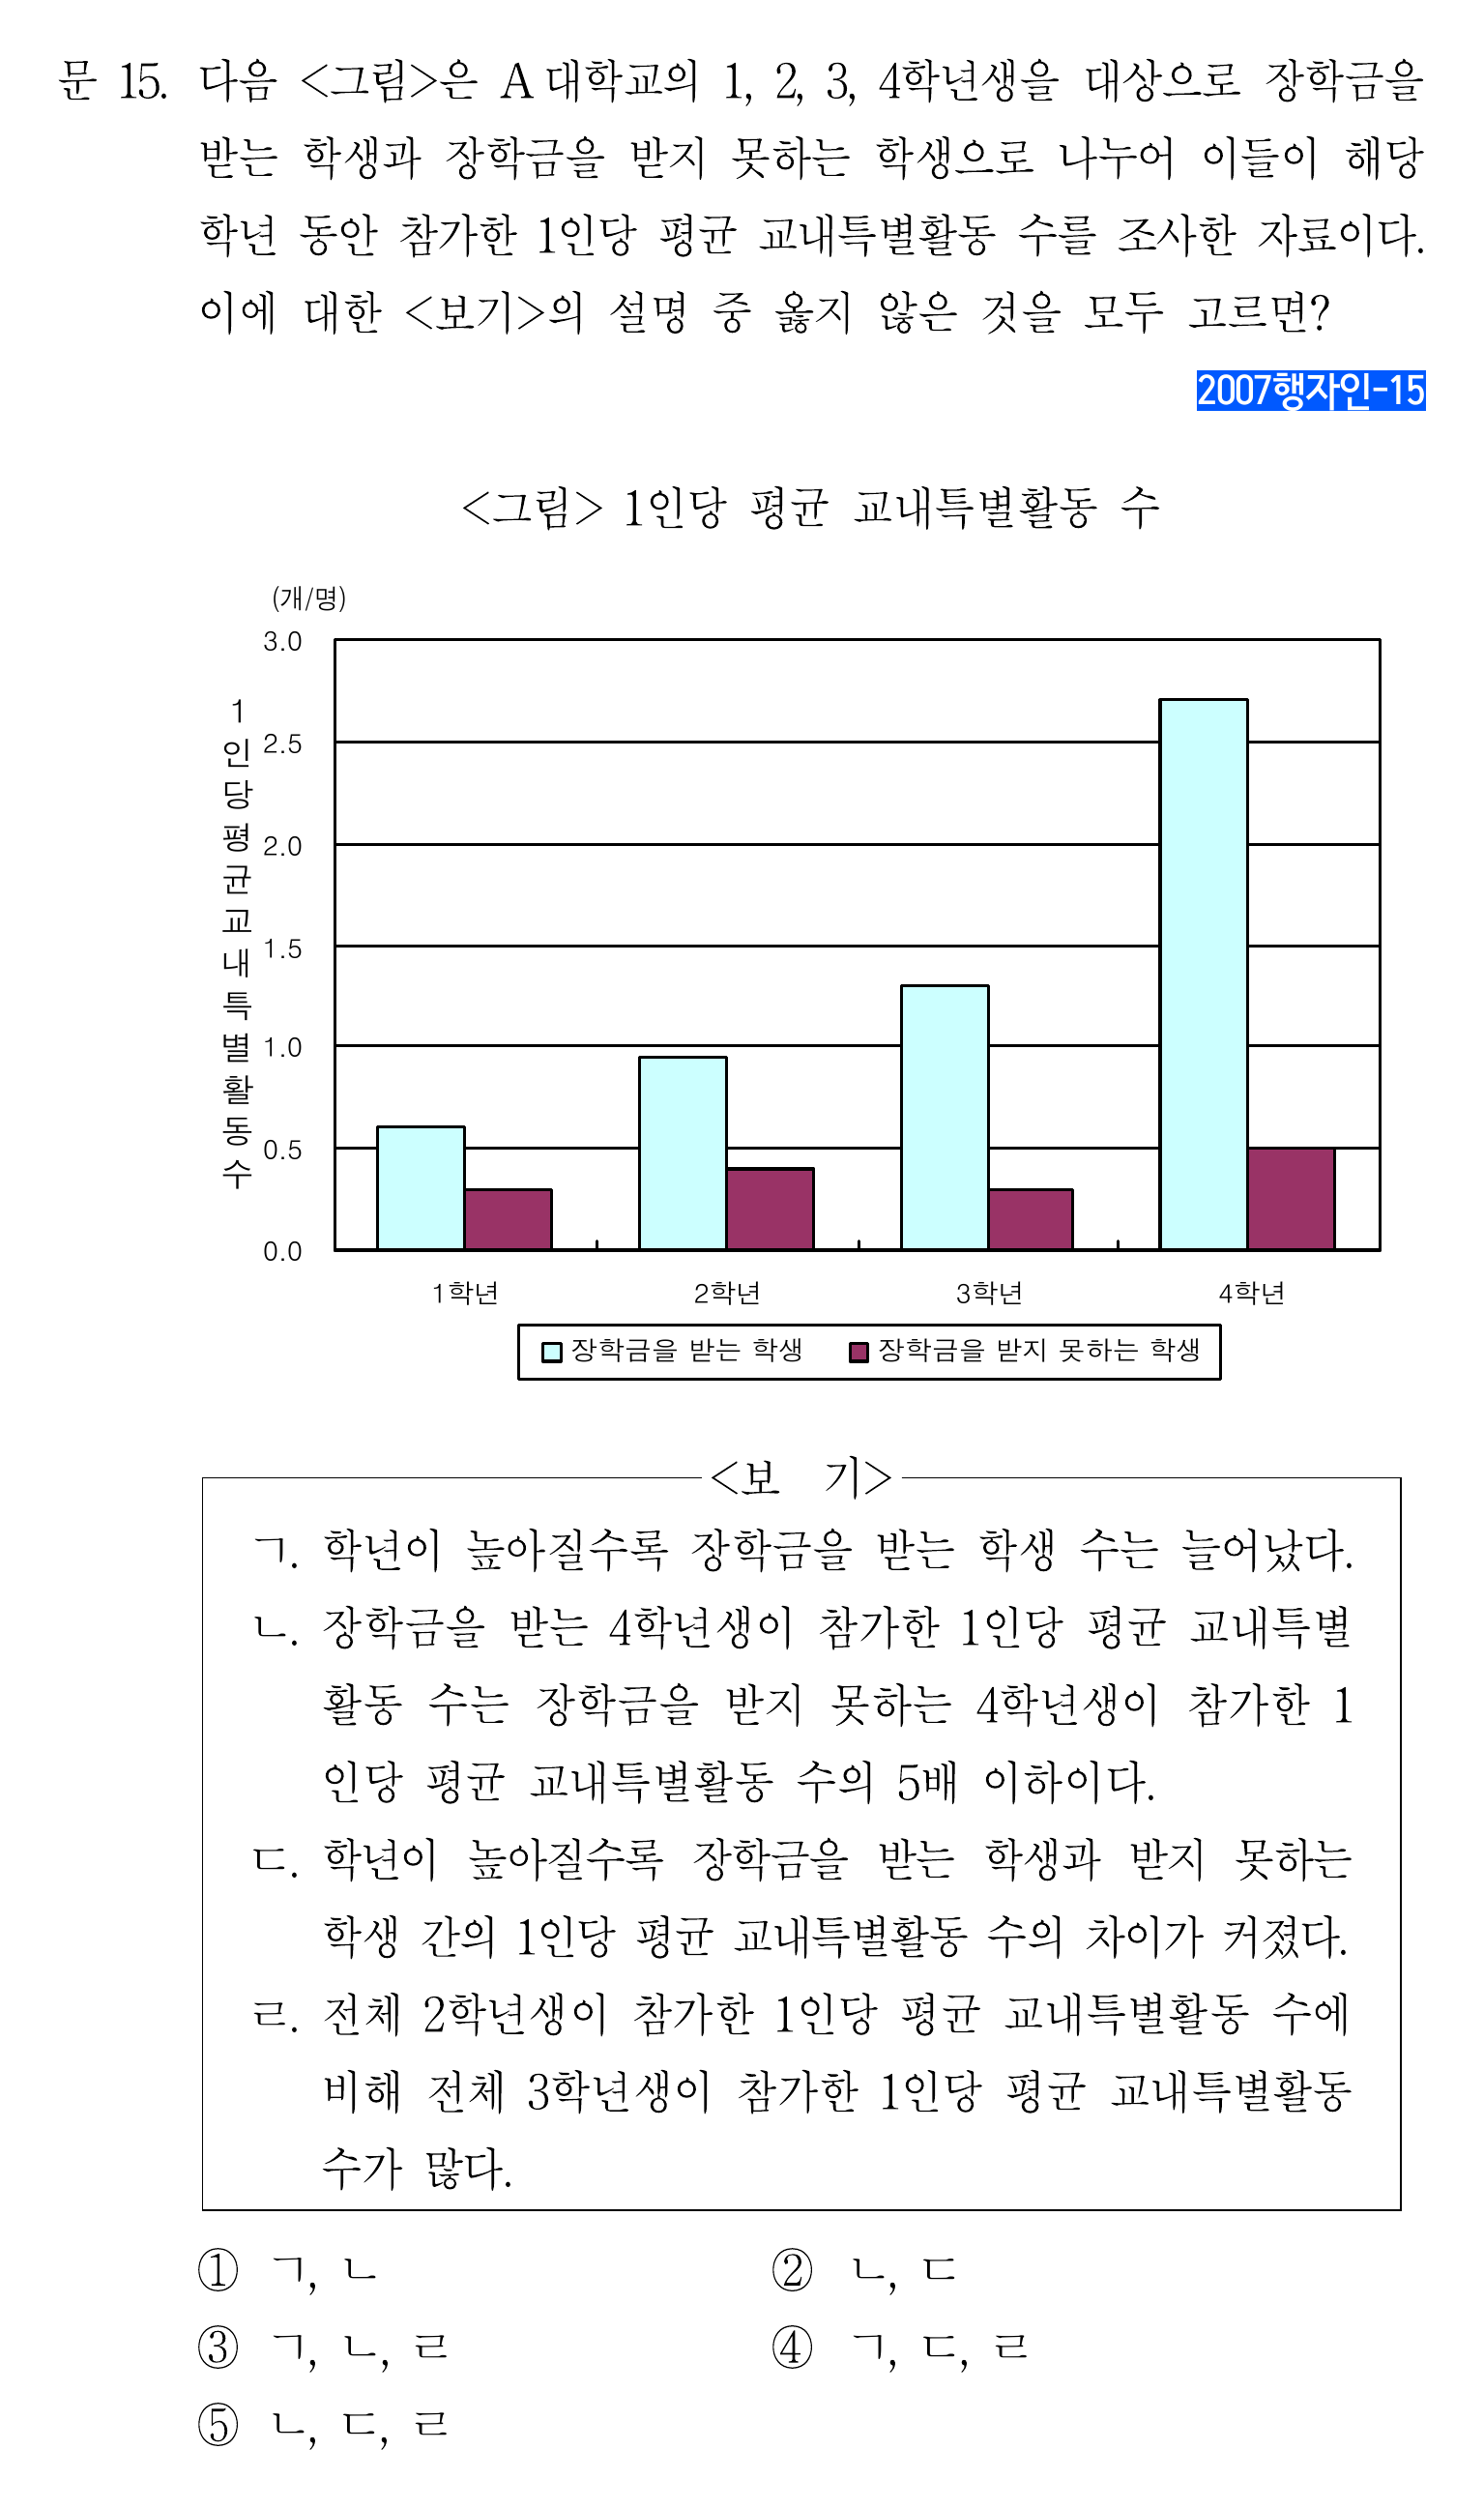 문 15. 다음 <그림>은 A대학교의 1, 2, 3, 4학년생을 대상으로 장학금을
받는 학생과 장학금을 받지 못하는 학생으로 나누어 이들이 해당
학년 동안 참가한 1인당 평균 교내특별활동 수를 조사한 자료이다.
이에 대한 <보기>의 설명 중 옳지 않은 것을 모두 고르면?
2007행자인-15
<그림> 1인당 평균 교내특별활동 수
(개/명)
1인당평균교내특별활동수
3.0
2.5
2.0
1.5
1.0
0.5
0.0
1학년 2학년 3학년 4학년
장학금을 받는 학생 장학금을 받지 못하는 학생
<보 기>
ㄱ. 학년이 높아질수록 장학금을 받는 학생 수는 늘어났다.
ㄴ. 장학금을 받는 4학년생이 참가한 1인당 평균 교내특별
활동 수는 장학금을 받지 못하는 4학년생이 참가한 1
인당 평균 교내특별활동 수의 5배 이하이다.
ㄷ. 학년이 높아질수록 장학금을 받는 학생과 받지 못하는
학생 간의 1인당 평균 교내특별활동 수의 차이가 커졌다.
ㄹ. 전체 2학년생이 참가한 1인당 평균 교내특별활동 수에
비해 전체 3학년생이 참가한 1인당 평균 교내특별활동
수가 많다.
① ㄱ, ㄴ ② ㄴ, ㄷ
③ ㄱ, ㄴ, ㄹ ④ ㄱ, ㄷ, ㄹ
⑤ ㄴ, ㄷ, ㄹ